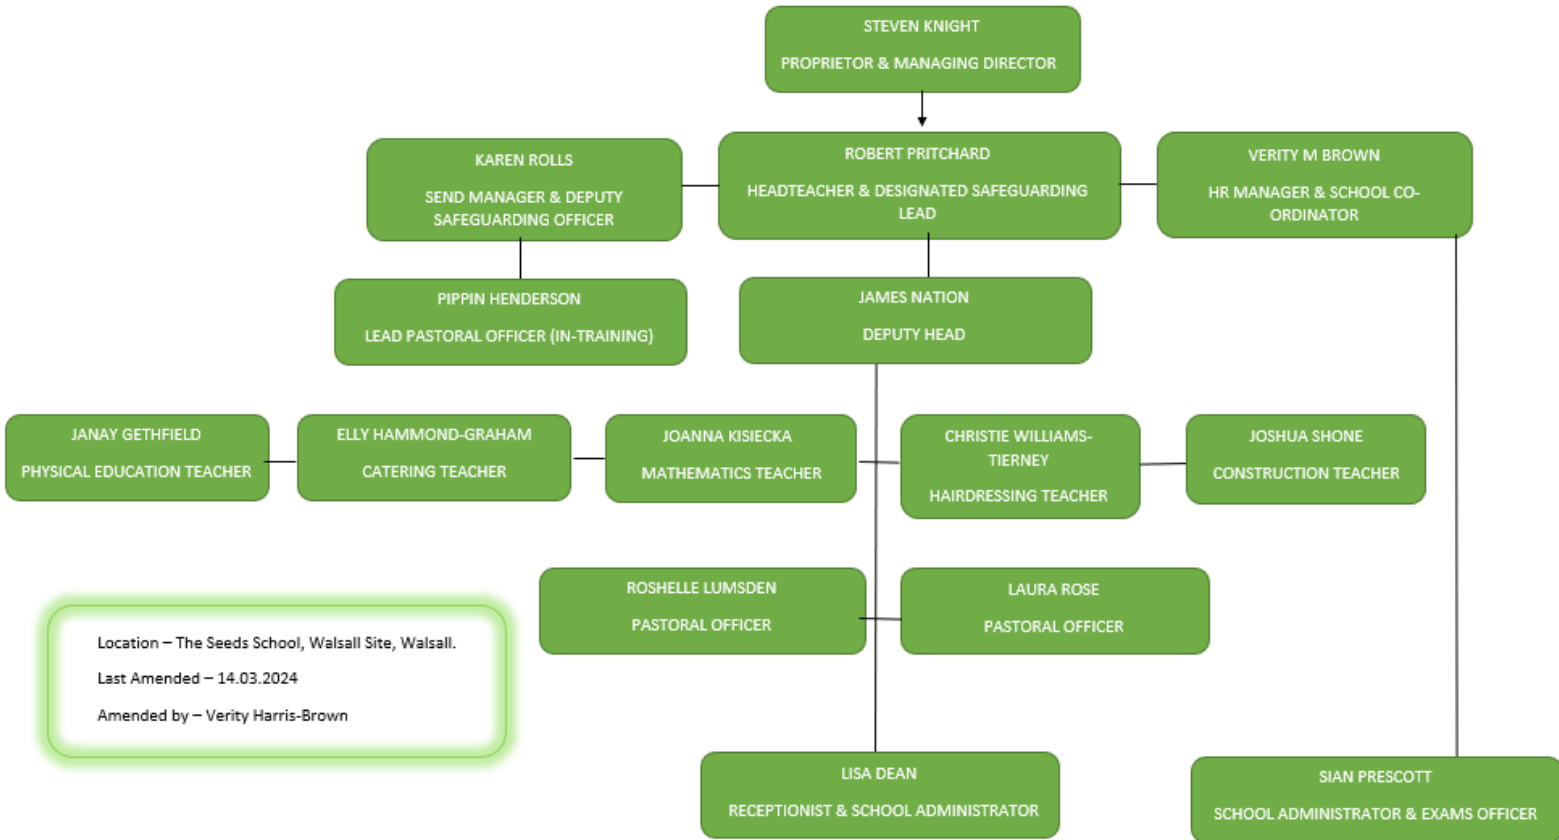 STEVEN KNIGHT
PROPRIETOR & MANAGING DIRECTOR
KAREN ROLLS
SEND MANAGER & DEPUTY
SAFEGUARDING OFFICER
ROBERT PRITCHARD
HEADTEACHER & DESIGNATED SAFEGUARDING
LEAD
VERITY M BROWN
HR MANAGER & SCHOOL CO-
ORDINATOR
PIPPIN HENDERSON
LEAD PASTORAL OFFICER (IN-TRAINING)
JAMES NATION
DEPUTY HEAD
JANAY GETHFIELD
PHYSICAL EDUCATION TEACHER
ELLY HAMMOND-GRAHAM
CATERING TEACHER
JOANNA KISIECKA
MATHEMATICS TEACHER
CHRISTIE WILLIAMS-
TIERNEY
HAIRDRESSING TEACHER
JOSHUA SHONE
CONSTRUCTION TEACHER
ROSHELLE LUMSDEN
PASTORAL OFFICER
LAURA ROSE
PASTORAL OFFICER
Location – The Seeds School, Walsall Site, Walsall.
Last Amended – 14.03.2024
Amended by – Verity Harris-Brown
LISA DEAN
RECEPTIONIST & SCHOOL ADMINISTRATOR
SIAN PRESCOTT
SCHOOL ADMINISTRATOR & EXAMS OFFICER